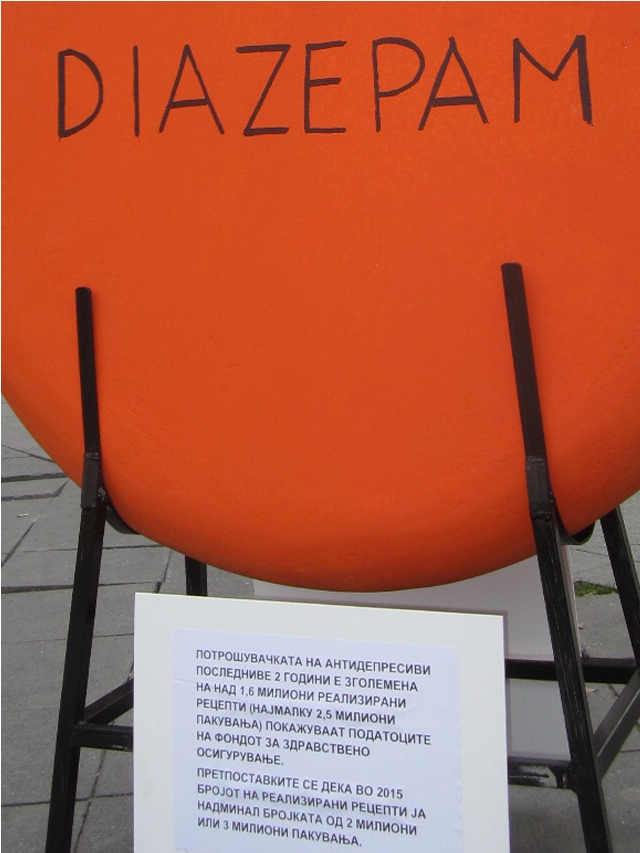 DIAZEPAM
ПОТРОШУВАЧКАТА НА АНТИДЕПРЕСИВИ
ПОСЛЕДНИВЕ 2 ГОДИНИ Е ЗГОЛЕМЕНА
НА НАД 1,6 МИЛИОНИ РЕАЛИЗИРАНИ
РЕЦЕПТИ (НАЈМАЛКУ 2,5 МИЛИОНИ
ПАКУВАЊА) ПОКАЖУВААТ ПОДАТОЦИТЕ
НА ФОНДОТ ЗА ЗДРАВСТВЕНО
ОСИГУРУВАЊЕ.
ПРЕТПОСТАВКИТЕ СЕ ДЕКА ВО 2015
БРОЈОТ НА РЕАЛИЗИРАНИ РЕЦЕПТИ ЈА
НАДМИНАЛ БРОЈКАТА ОД 2 МИЛИОНИ
ИЛИ 3 МИЛИОНИ ПАКУВАЊА.